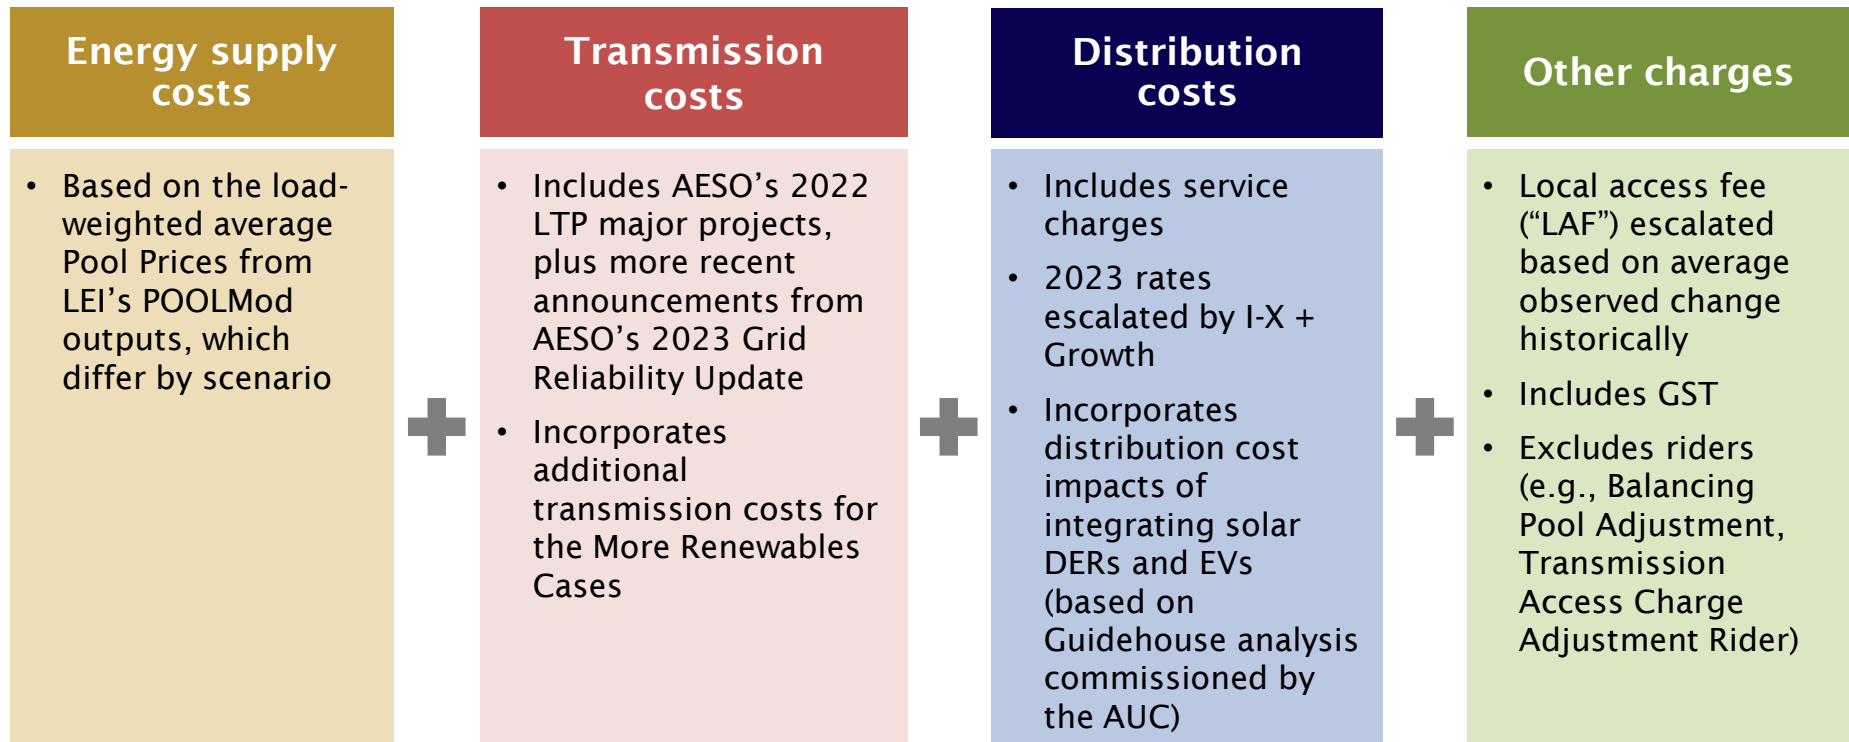 Energy supply
costs
• Based on the load-
weighted average
Pool Prices from
LEI’s POOLMod
outputs, which
differ by scenario
Transmission
costs
• Includes AESO’s 2022
LTP major projects,
plus more recent
announcements from
AESO’s 2023 Grid
Reliability Update
• Incorporates
additional
transmission costs for
the More Renewables
Cases
Distribution
costs
• Includes service
charges
• 2023 rates
escalated by I-X +
Growth
• Incorporates
distribution cost
impacts of
integrating solar
DERs and EVs
(based on
Guidehouse analysis
commissioned by
the AUC)
Other charges
• Local access fee
(“LAF”) escalated
based on average
observed change
historically
• Includes GST
• Excludes riders
(e.g., Balancing
Pool Adjustment,
Transmission
Access Charge
Adjustment Rider)